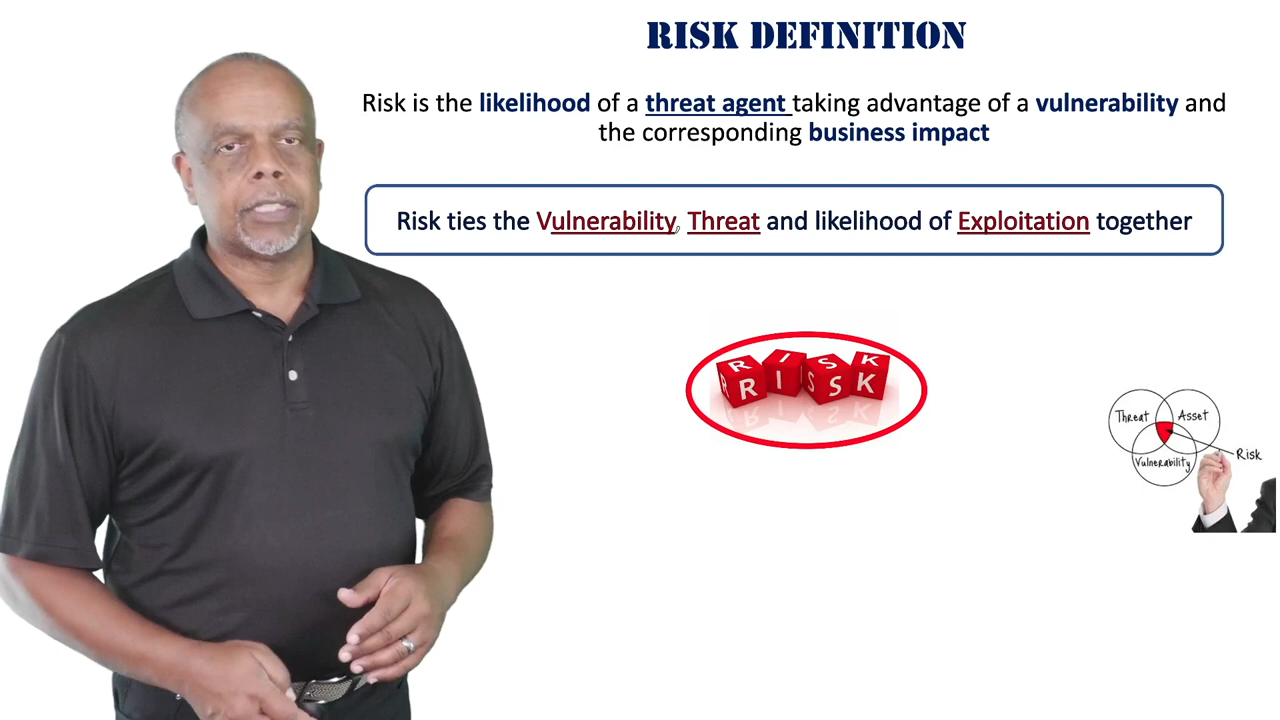 RISK DEFINITION
Risk is the likelihood of a threat agent taking advantage of a vulnerability and
the corresponding business impact
Risk ties the Vulnerability, Threat and likelihood of Exploitation together
R I S K
R R I S S K
Threat
Asset
Vulnerability
Risk